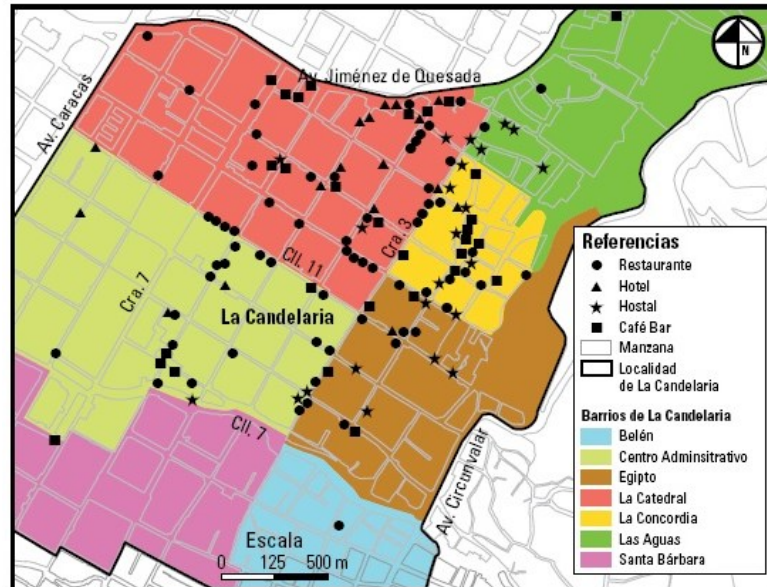 Av. Jiménez de Quesada
N
Av. Caracas
Cra. 3
Cll. 11
Cra. 7
La Candelaria
Cll. 7
Av. Circunvalar
Escala
0 125 500 m
Referencias
Restaurante
Hotel
Hostal
Café Bar
Manzana
Localidad
de La Candelaria
Barrios de La Candelaria
Belén
Centro Adminsitrativo
Egipto
La Catedral
La Concordia
Las Aguas
Santa Bárbara